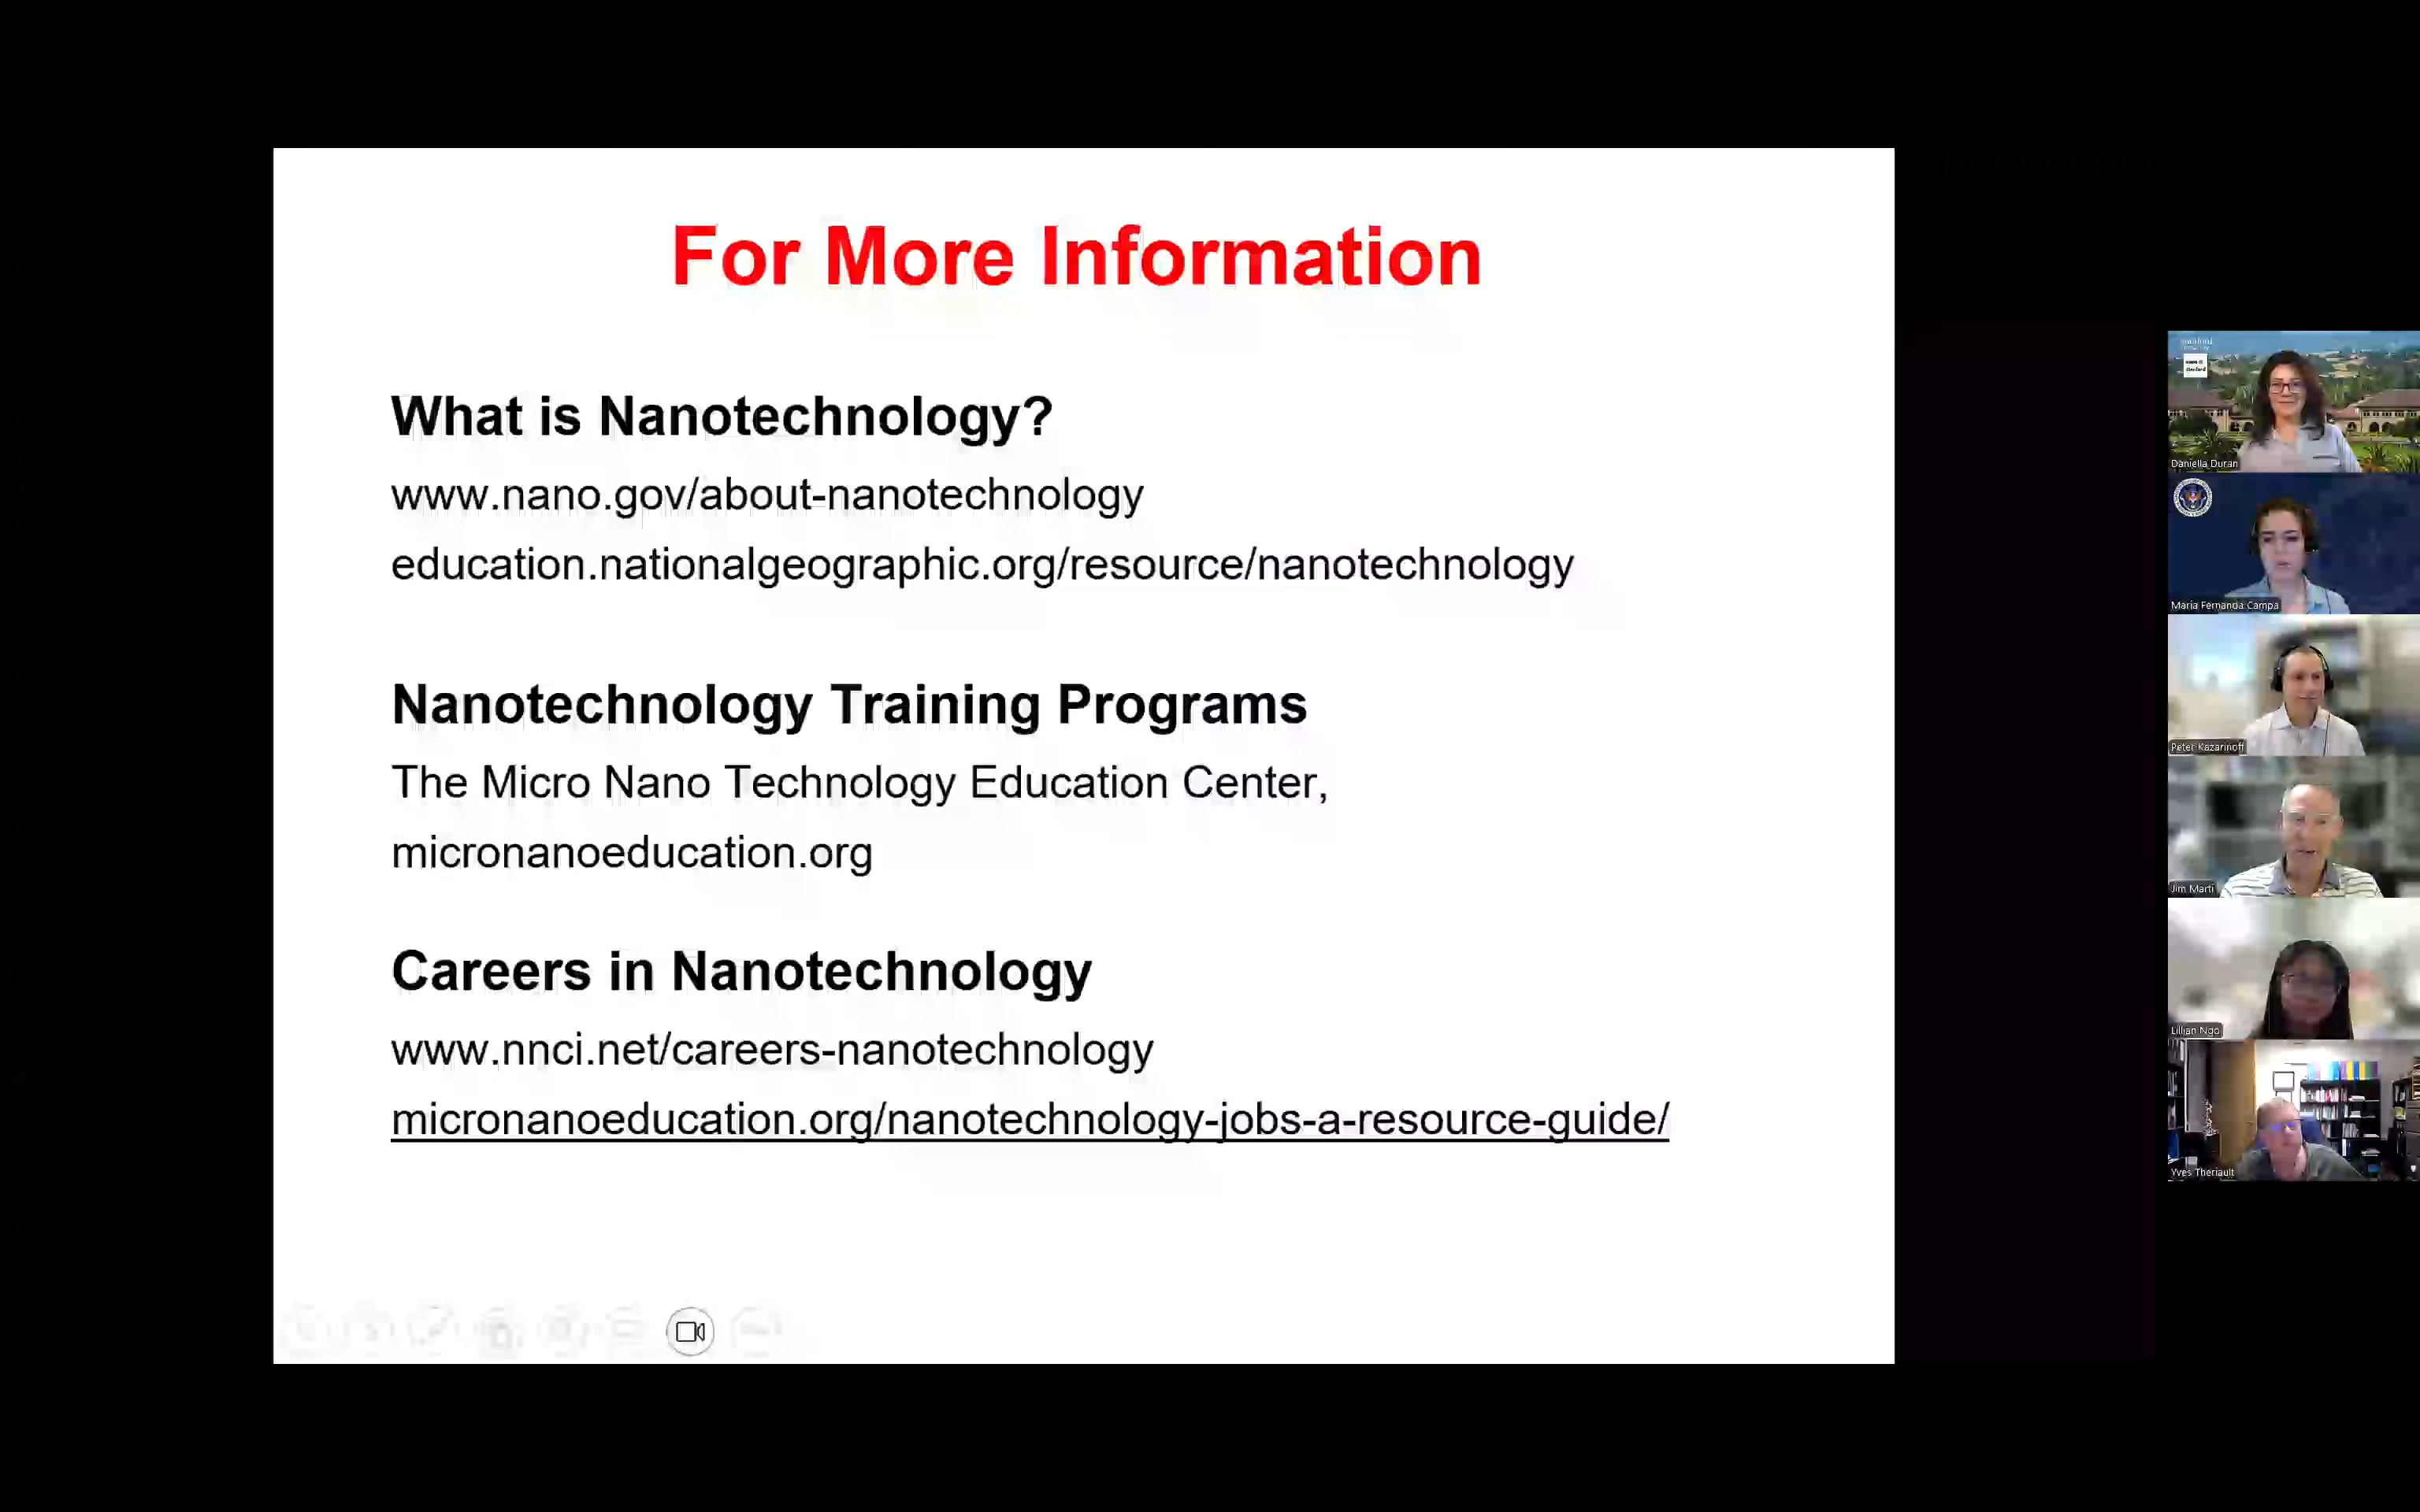 For More Information
What is Nanotechnology?
www.nano.gov/about-nanotechnology
education.nationalgeographic.org/resource/nanotechnology
Nanotechnology Training Programs
The Micro Nano Technology Education Center,
micronanoeducation.org
Careers in Nanotechnology
www.nnci.net/careers-nanotechnology
micronanoeducation.org/nanotechnology-jobs-a-resource-guide/
Daniella Duran
Maria Fernanda Campa
Peter Kazarinoff
Jim Marti
Lillian Ngo
Yves Theriault